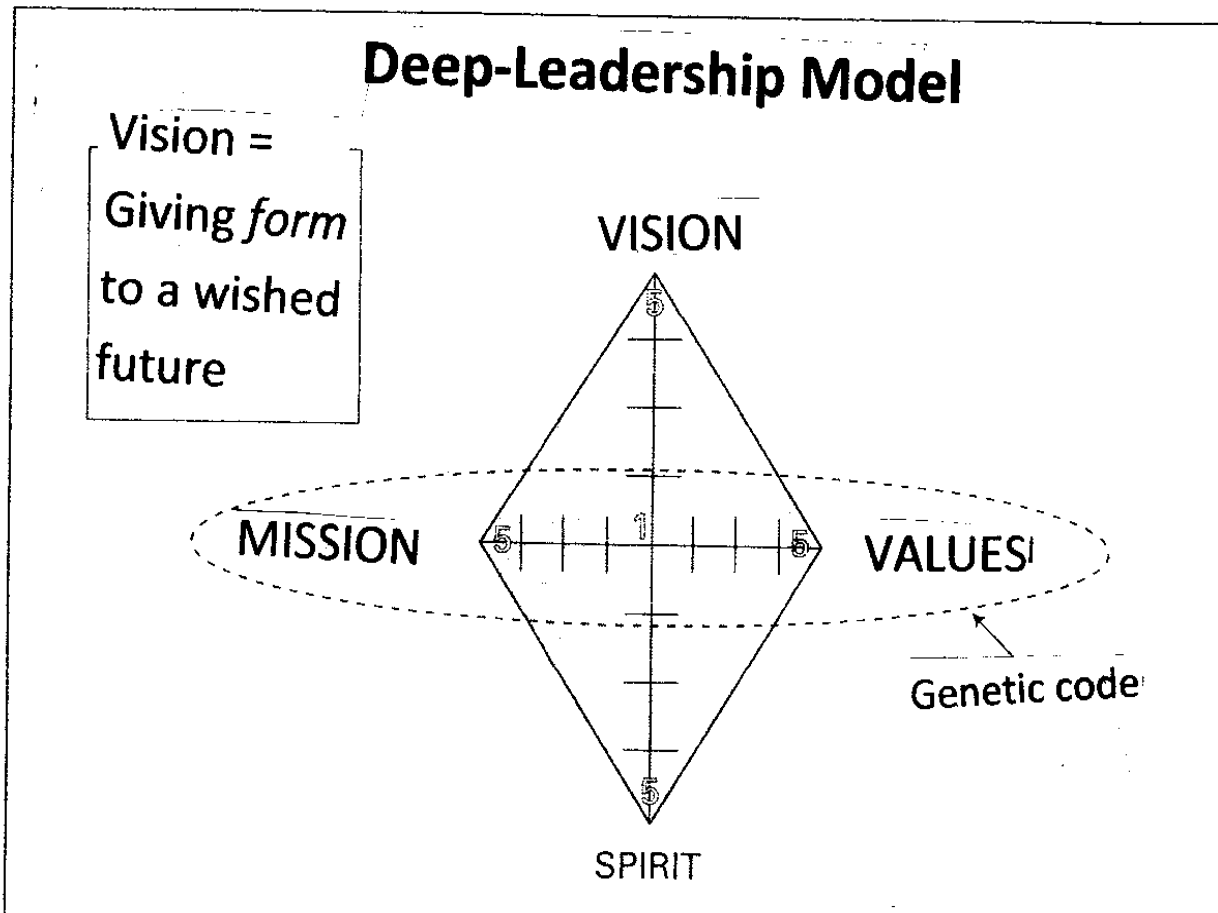 Deep-Leadership Model
Vision =
Giving form
to a wished
future
VISION
5
MISSION
5
1
5
VALUES
Genetic code
5
SPIRIT